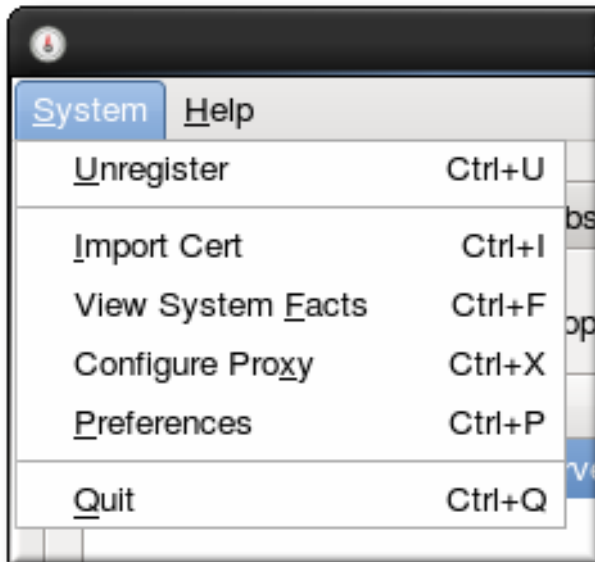 System Help
Unregister Ctrl+U
Import Cert Ctrl+I
View System Facts Ctrl+F
Configure Proxy Ctrl+X
Preferences Ctrl+P
Quit Ctrl+Q